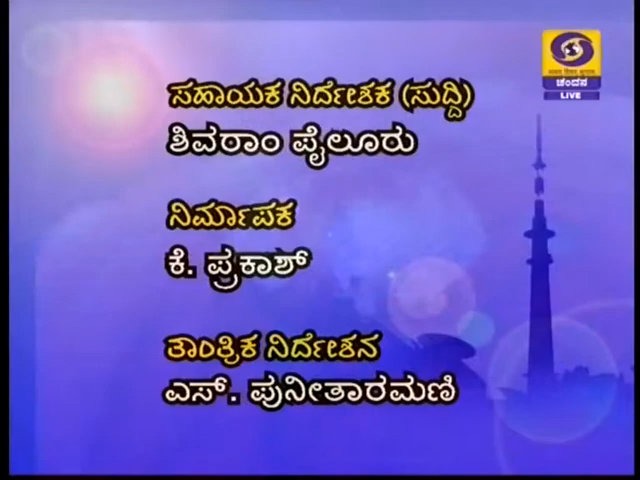 ಸಹಾಯಕ ನಿರ್ದೇಶಕ (ಸುದ್ದಿ)
ಶಿವರಾಂ ಪೈಲೂರು
ನಿರ್ಮಾಪಕ
ಕೆ. ಪ್ರಕಾಶ್
ತಾಂತ್ರಿಕ ನಿರ್ದೇಶನ
ಎಸ್. ಪುನೀತಾರಮಣಿ
ಚಂದನ
LIVE